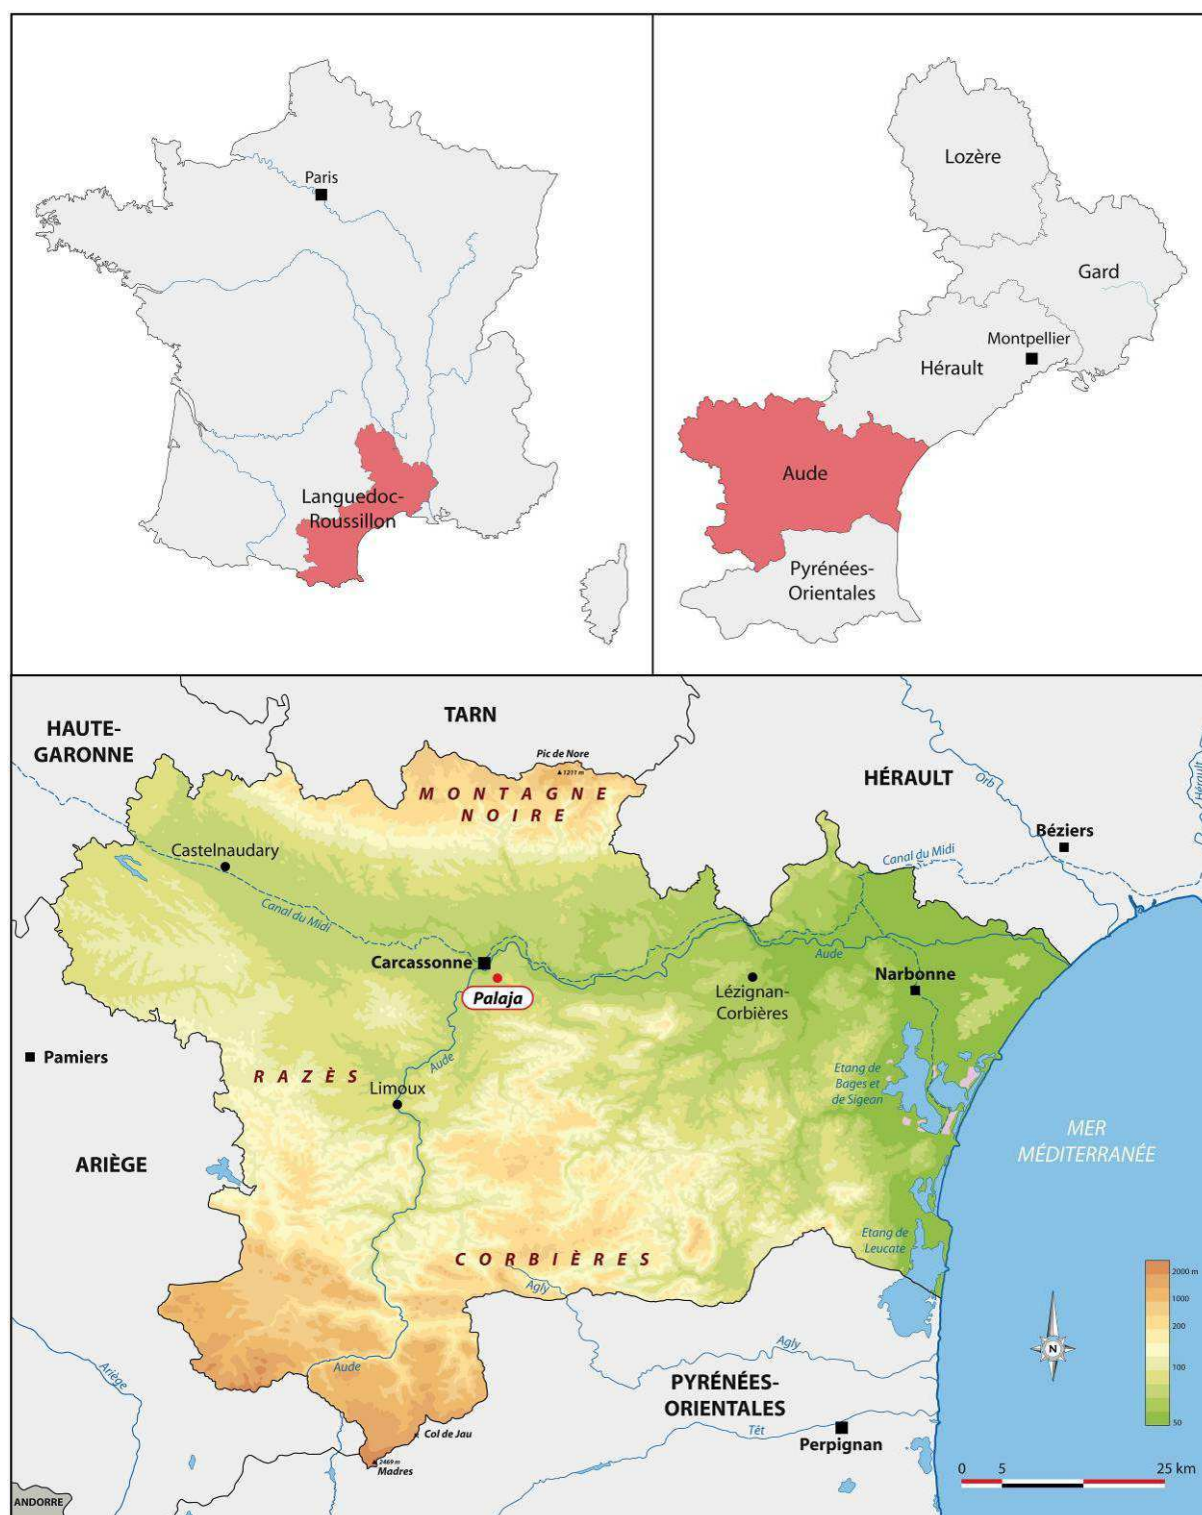 Paris
Languedoc-
Roussillon
Lozère
Gard
Montpellier
Hérault
Aude
Pyrénées-
Orientales
HAUTE-
GARONNE
TARN
Pic de Nore
1211 m
MONTAGNE
NOIRE
HÉRAULT
Orb
Hérault
Béziers
Castelnaudary
Canal du Midi
Canal du Midi
Carcassonne
Palaja
Aude
Lézignan-
Corbières
Narbonne
Pamiers
RAZÈS
Aude
Limoux
Etang de
Bages et
de Sigean
MER
MÉDITERRANÉE
ARIÈGE
Etang de
Leucate
CORBIÈRES
Agly
2000 m
1000
200
100
50
N
Ariège
Aude
Agly
PYRÉNÉES-
ORIENTALES
Têt
Perpignan
Col de Jau
2469 m
Madres
0 5 25 km
ANDORRE